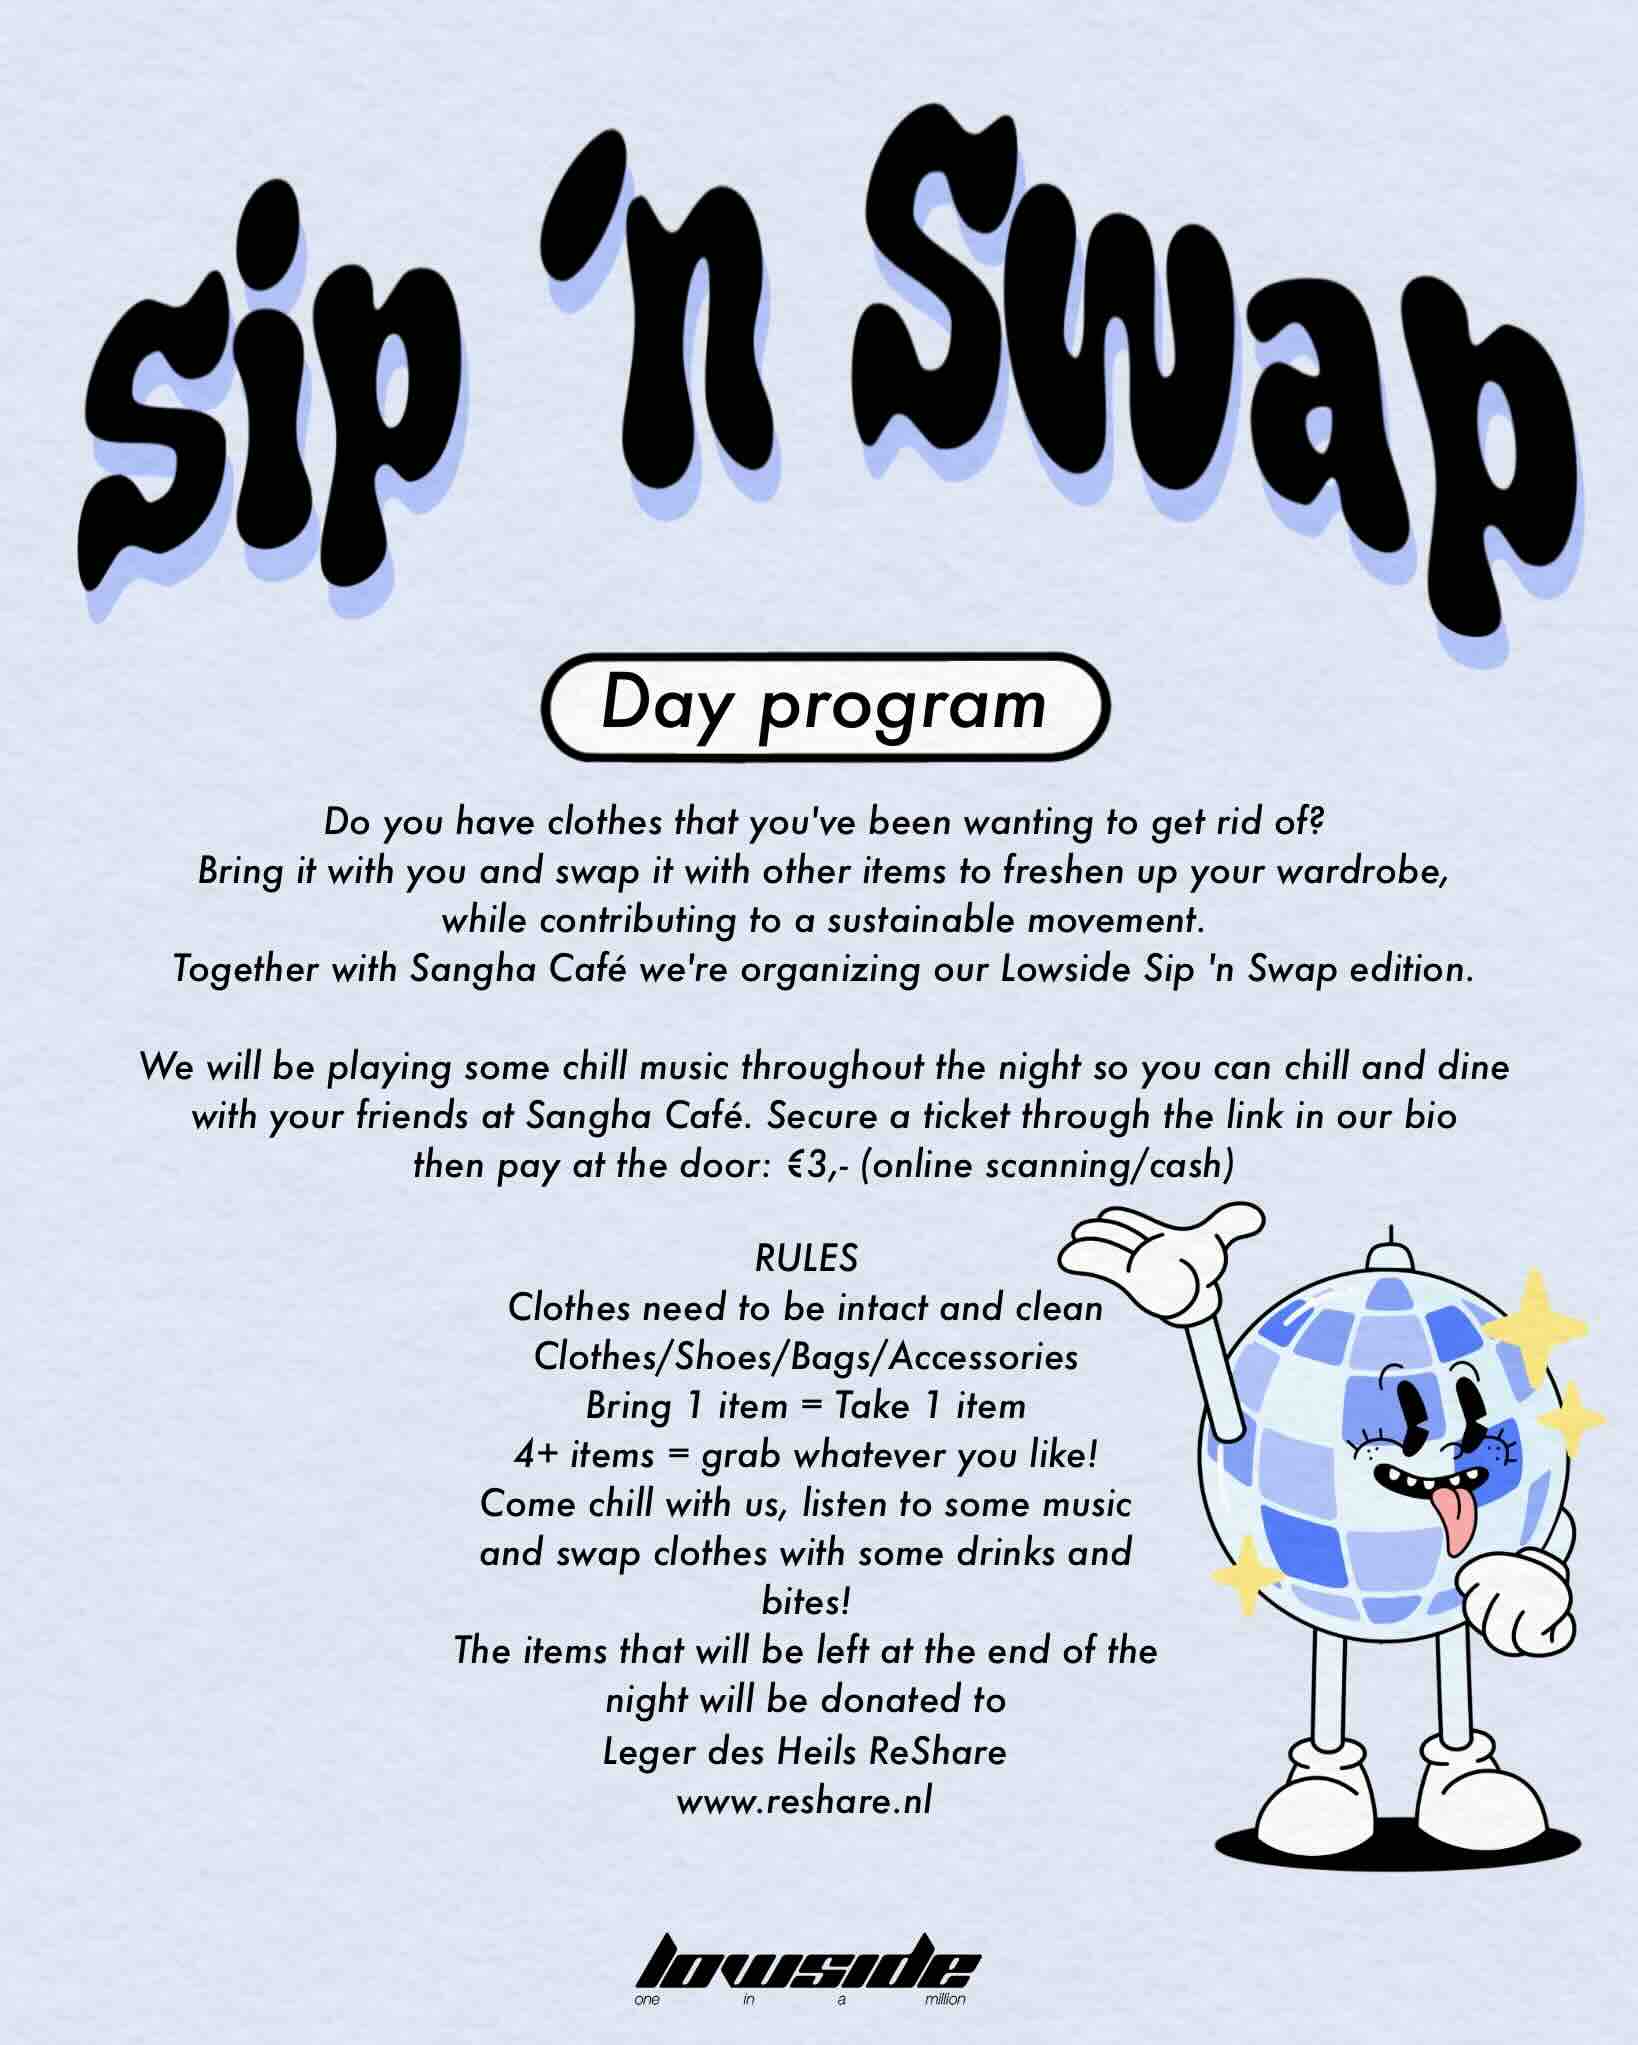 Sip 'n Swap
Day program
Do you have clothes that you've been wanting to get rid of?
Bring it with you and swap it with other items to freshen up your wardrobe,
while contributing to a sustainable movement.
Together with Sangha Café we're organizing our Lowside Sip 'n Swap edition.
We will be playing some chill music throughout the night so you can chill and dine
with your friends at Sangha Café. Secure a ticket through the link in our bio
then pay at the door: €3,- (online scanning/cash)
RULES
Clothes need to be intact and clean
Clothes/Shoes/Bags/Accessories
Bring 1 item = Take 1 item
4+ items = grab whatever you like!
Come chill with us, listen to some music
and swap clothes with some drinks and
bites!
The items that will be left at the end of the
night will be donated to
Leger des Heils ReShare
www.reshare.nl
lowside
one in a million